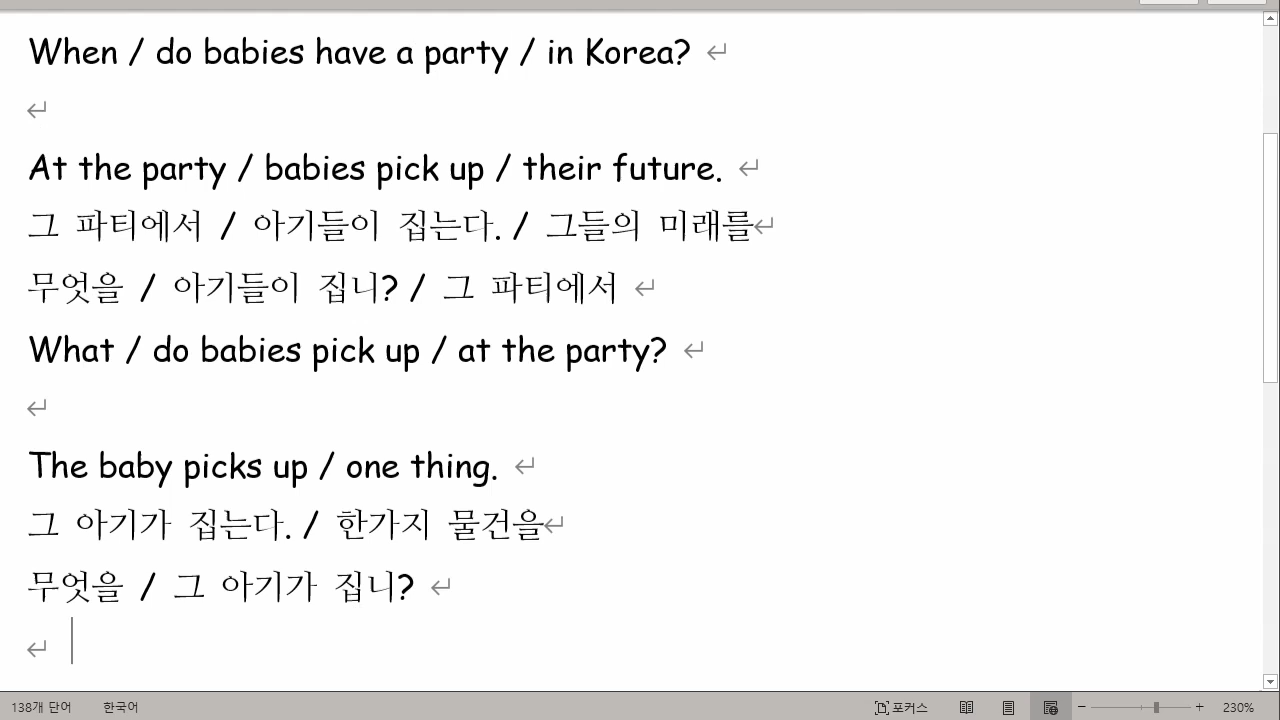 When / do babies have a party / in Korea?
At the party / babies pick up / their future.
그 파티에서 / 아기들이 집는다. / 그들의 미래를
무엇을 / 아기들이 집니? / 그 파티에서
What / do babies pick up / at the party?
The baby picks up / one thing.
그 아기가 집는다. / 한가지 물건을
무엇을 / 그 아기가 집니?
138개 단어 한국어 포커스 230%